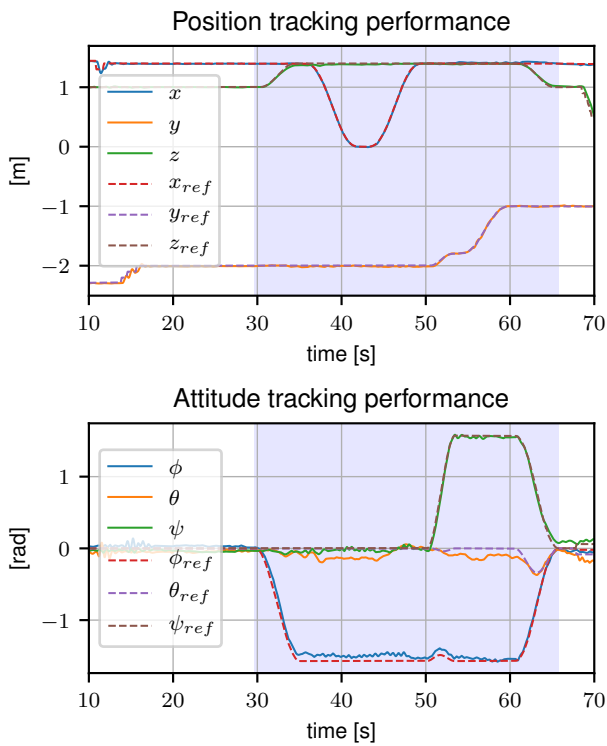 Position tracking performance
1
0
−1
−2
[m]
x
y
z
x_ref
y_ref
z_ref
10 20 30 40 50 60 70
time [s]
Attitude tracking performance
1
0
−1
[rad]
ϕ
θ
ψ
ϕ_ref
θ_ref
ψ_ref
10 20 30 40 50 60 70
time [s]